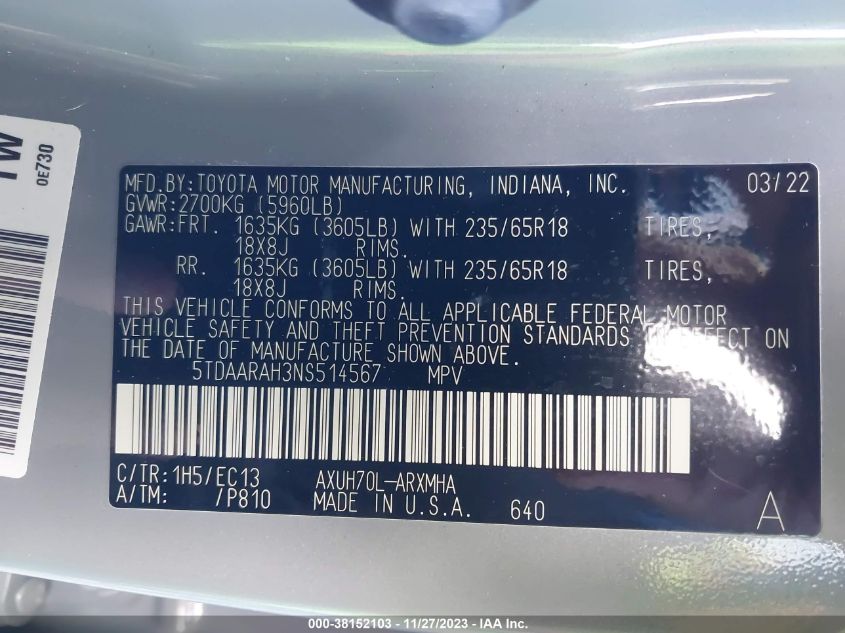 TW
0E730
MFD.BY:TOYOTA MOTOR MANUFACTURING, INDIANA, INC. 03/22
GVWR:2700KG (5960LB)
GAWR:FRT. 1635KG (3605LB) WITH 235/65R18 TIRES,
18X8J RIMS.
RR. 1635KG (3605LB) WITH 235/65R18 TIRES,
18X8J RIMS.
THIS VEHICLE CONFORMS TO ALL APPLICABLE FEDERAL MOTOR
VEHICLE SAFETY AND THEFT PREVENTION STANDARDS IN EFFECT ON
THE DATE OF MANUFACTURE SHOWN ABOVE.
5TDAARAH3NS514567 MPV
C/TR:1H5/EC13 AXUH70L-ARXMHA
A/TM: /P810 MADE IN U.S.A. 640 A
000-38152103 - 11/27/2023 - IAA Inc.